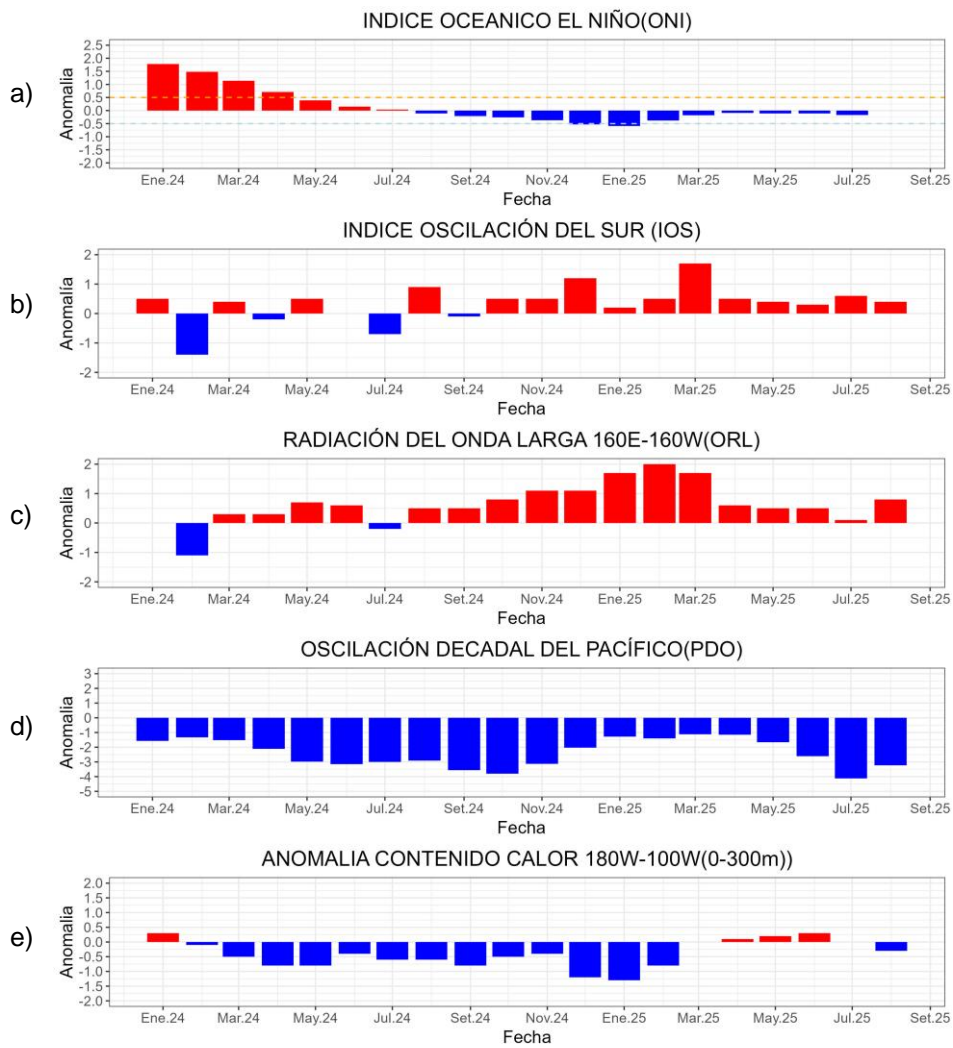 INDICE OCEANICO EL NIÑO(ONI)
a)
Anomalia
2.5
2.0
1.5
1.0
0.5
0.0
-0.5
-1.0
-1.5
-2.0
Ene.24 Mar.24 May.24 Jul.24 Set.24 Nov.24 Ene.25 Mar.25 May.25 Jul.25 Set.25
Fecha
INDICE OSCILACIÓN DEL SUR (IOS)
b)
Anomalía
2
1
0
-1
-2
Ene.24 Mar.24 May.24 Jul.24 Set.24 Nov.24 Ene.25 Mar.25 May.25 Jul.25 Set.25
Fecha
RADIACIÓN DEL ONDA LARGA 160E-160W(ORL)
c)
Anomalia
2
1
0
-1
-2
Ene.24 Mar.24 May.24 Jul.24 Set.24 Nov.24 Ene.25 Mar.25 May.25 Jul.25 Set.25
Fecha
OSCILACIÓN DECADAL DEL PACÍFICO(PDO)
d)
Anomalia
3
2
1
0
-1
-2
-3
-4
-5
Ene.24 Mar.24 May.24 Jul.24 Set.24 Nov.24 Ene.25 Mar.25 May.25 Jul.25 Set.25
Fecha
ANOMALIA CONTENIDO CALOR 180W-100W(0-300m))
e)
Anomalia
2.0
1.5
1.0
0.5
0.0
-0.5
-1.0
-1.5
-2.0
Ene.24 Mar.24 May.24 Jul.24 Set.24 Nov.24 Ene.25 Mar.25 May.25 Jul.25 Set.25
Fecha